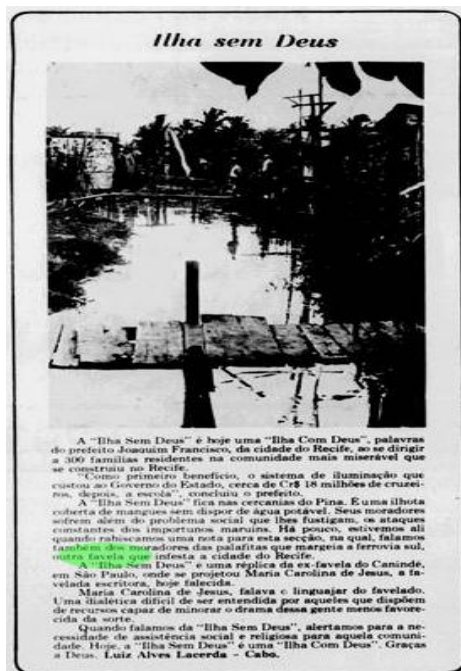 Ilha sem Deus
A "Ilha Sem Deus" é hoje uma "Ilha Com Deus", palavras
do prefeito Joaquim Francisco, da cidade do Recife, ao se dirigir
a 300 famílias residentes na comunidade mais miserável que
se construiu no Recife.
"Como primeiro benefício, o sistema de iluminação que
custou ao Governo do Estado, cerca de Cr$ 18 milhões de cruzei-
ros, depois, a escola", concluiu o prefeito.
A "Ilha Sem Deus" fica nas cercanias do Pina. É uma ilhota
coberta de mangues sem dispor de água potável. Seus moradores
sofrem além do problema social que lhes fustigam, os ataques
constantes dos importunos maruins. Há pouco, estivemos ali
quando rabiscamos uma nota para esta secção, na qual, falamos
também dos moradores das palafitas que margeia a ferrovia sul,
outra favela que infesta a cidade do Recife.
A "Ilha Sem Deus" é uma réplica da ex-favela do Canindé,
em São Paulo, onde se projetou Maria Carolina de Jesus, a fa-
velada escritora, hoje falecida.
Maria Carolina de Jesus, falava o linguajar do favelado.
Uma dialética difícil de ser entendida por aqueles que dispõem
de recursos capaz de minorar o drama dessa gente menos favore-
cida da sorte.
Quando falamos da "Ilha Sem Deus", alertamos para a ne-
cessidade de assistência social e religiosa para aquela comuni-
dade. Hoje, a "Ilha Sem Deus" é uma "Ilha Com Deus". Graças
a Deus. Luiz Alves Lacerda - Cabo.